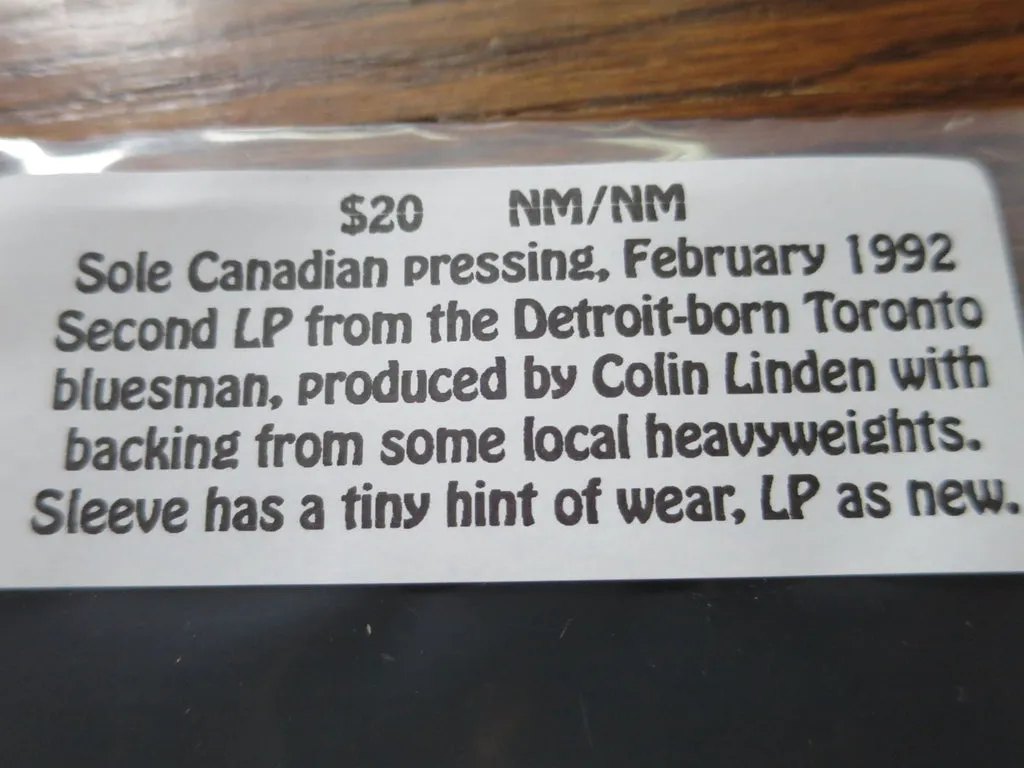 $20 NM/NM
Sole Canadian pressing, February 1992
Second LP from the Detroit-born Toronto
bluesman, produced by Colin Linden with
backing from some local heavyweights.
Sleeve has a tiny hint of wear, LP as new.